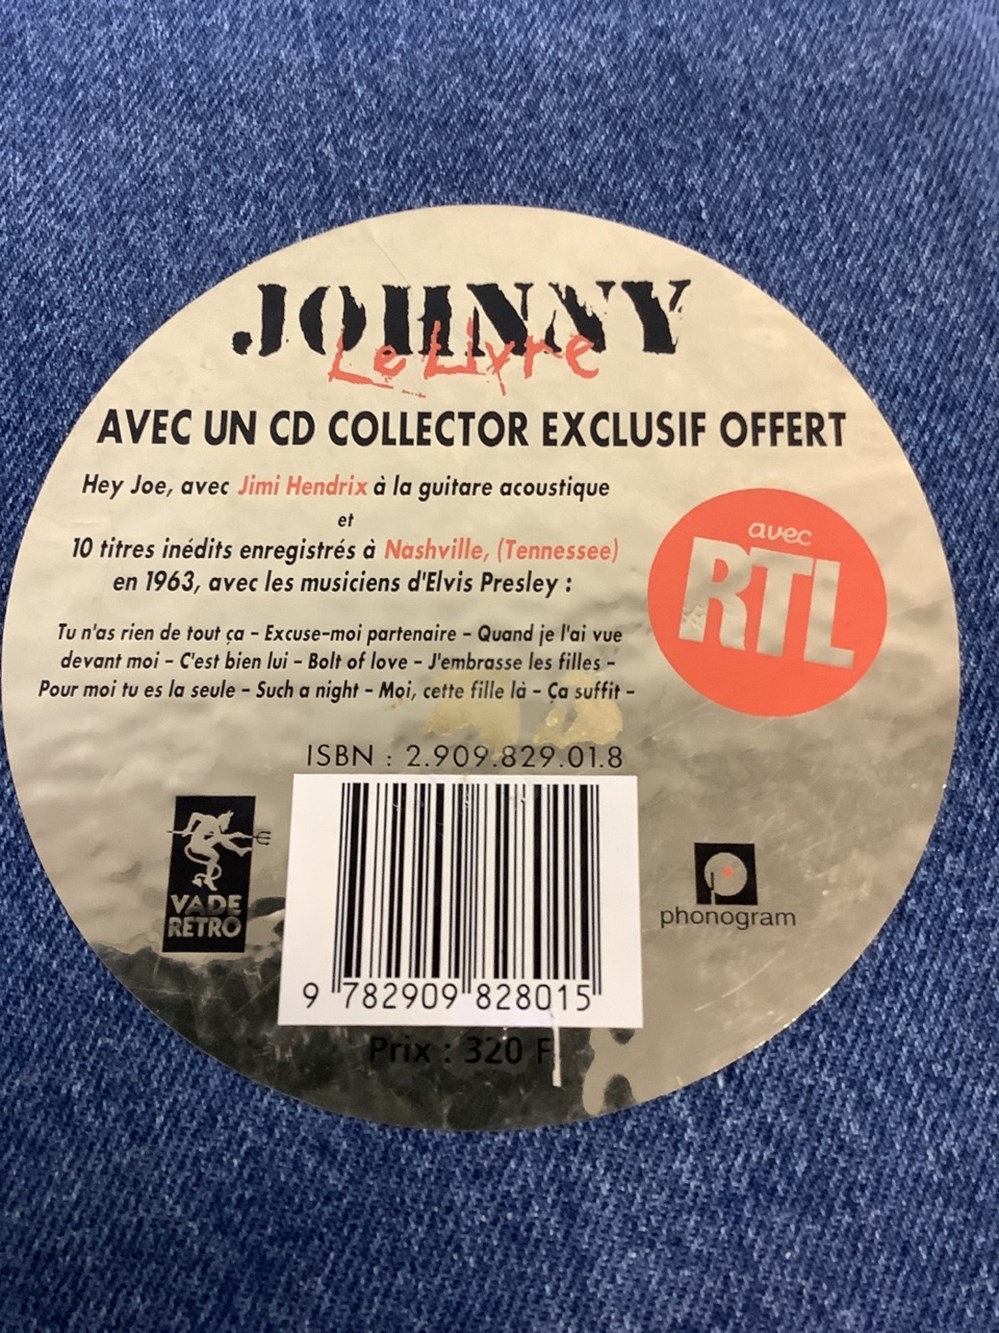 JOHNNY
Le Livre
AVEC UN CD COLLECTOR EXCLUSIF OFFERT
Hey Joe, avec Jimi Hendrix à la guitare acoustique
et
10 titres inédits enregistrés à Nashville, (Tennessee)
en 1963, avec les musiciens d'Elvis Presley :
avec
RTL
Tu n'as rien de tout ça - Excuse-moi partenaire - Quand je l'ai vue
devant moi - C'est bien lui - Bolt of love - J'embrasse les filles -
Pour moi tu es la seule - Such a night - Moi, cette fille là - Ça suffit -
ISBN : 2.909.829.01.8
VADE
RETRO
phonogram
9 782909 828015
Prix : 320 F